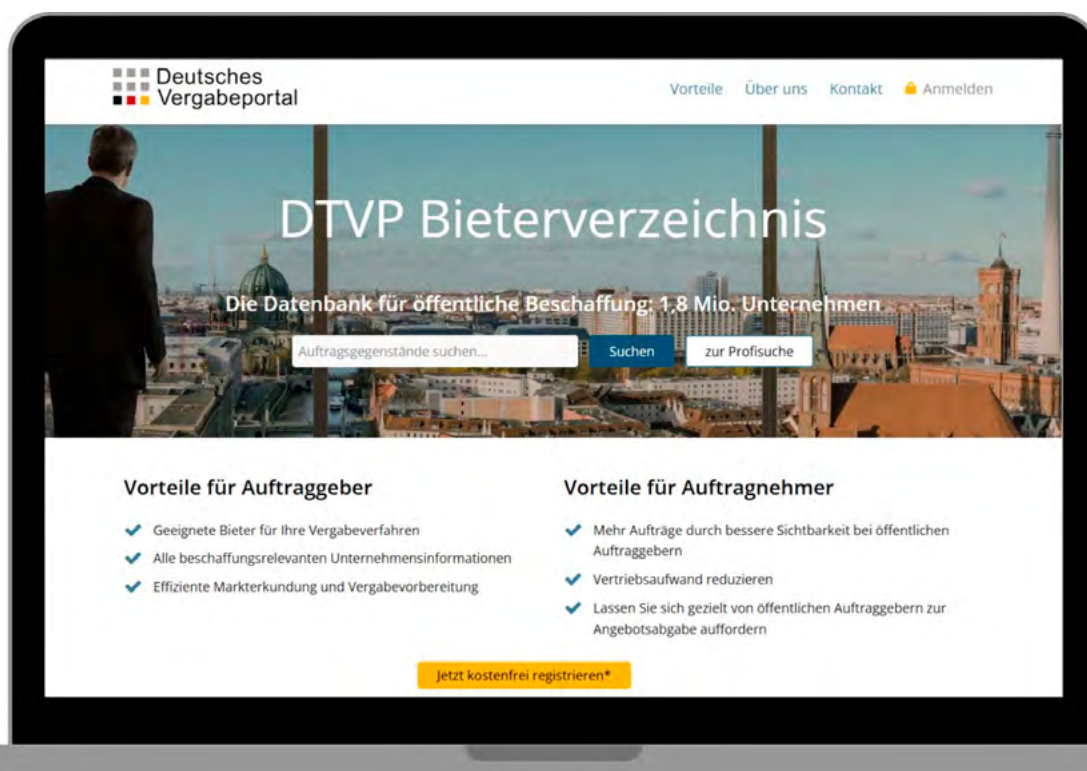 Deutsches
Vergabeportal
Vorteile Über uns Kontakt Anmelden
DTVP Bieterverzeichnis
Die Datenbank für öffentliche Beschaffung: 1,8 Mio. Unternehmen
Auftragsgegenstände suchen... Suchen zur Profisuche
Vorteile für Auftraggeber
Geeignete Bieter für Ihre Vergabeverfahren
Alle beschaffungsrelevanten Unternehmensinformationen
Effiziente Markterkundung und Vergabevorbereitung
Vorteile für Auftragnehmer
Mehr Aufträge durch bessere Sichtbarkeit bei öffentlichen
Auftraggebern
Vertriebsaufwand reduzieren
Lassen Sie sich gezielt von öffentlichen Auftraggebern zur
Angebotsabgabe auffordern
Jetzt kostenfrei registrieren*